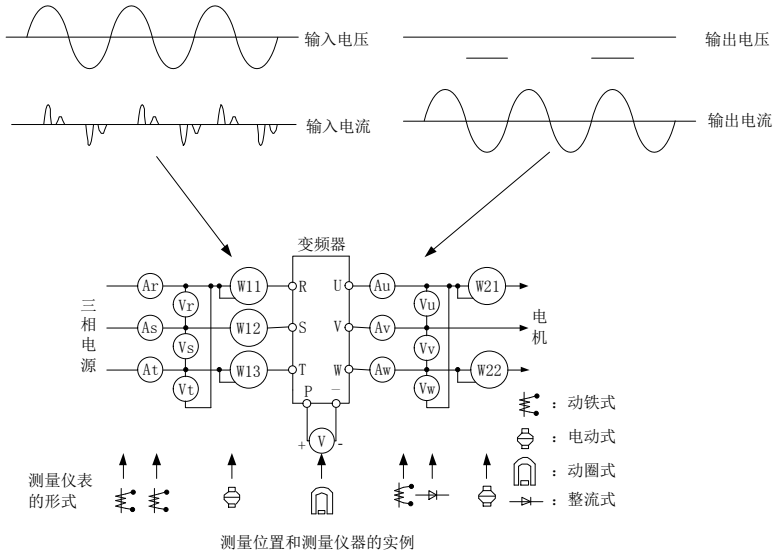 输入电压
输出电压
输入电流
输出电流
变频器
三相电源
Ar
Vr
W11
R
U
Au
Vu
W21
As
Vs
W12
S
V
Av
Vv
电机
At
Vt
W13
T
W
Aw
Vw
W22
P
—
+
V
-
：动铁式
：电动式
：动圈式
：整流式
测量仪表
的形式
测量位置和测量仪器的实例